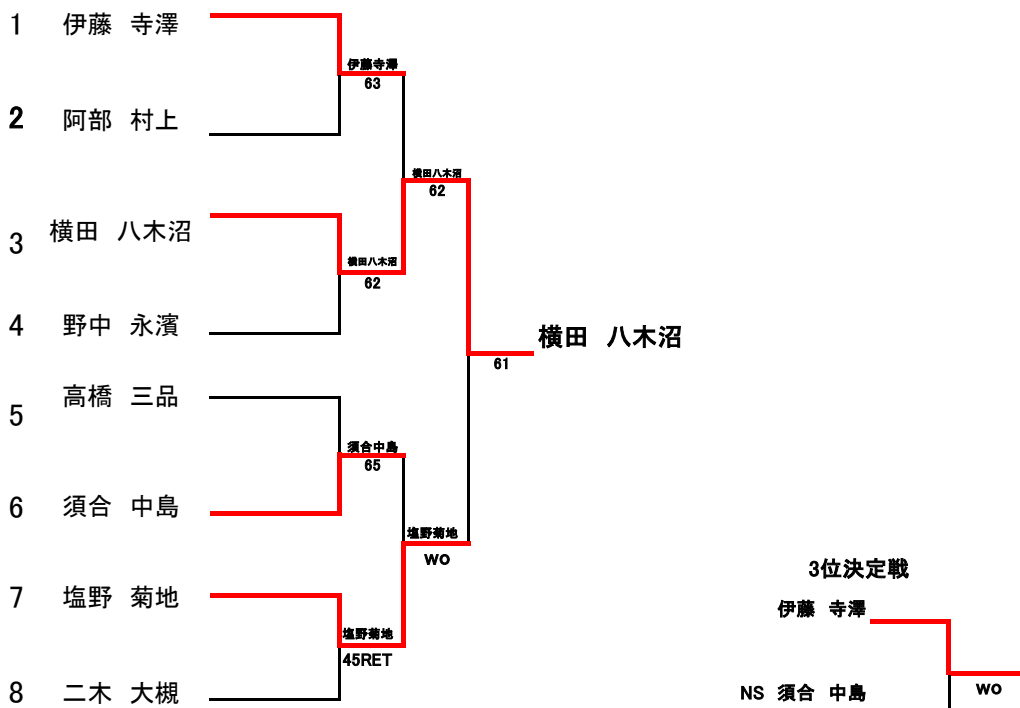 1 伊藤 寺澤
伊藤寺澤
63
2 阿部 村上
横田八木沼
62
3 横田 八木沼
横田八木沼
62
4 野中 永濱
横田 八木沼
61
5 高橋 三品
須合中島
65
6 須合 中島
塩野菊地
WO
7 塩野 菊地
塩野菊地
45RET
8 二木 大槻
3位決定戦
伊藤 寺澤
NS 須合 中島
WO